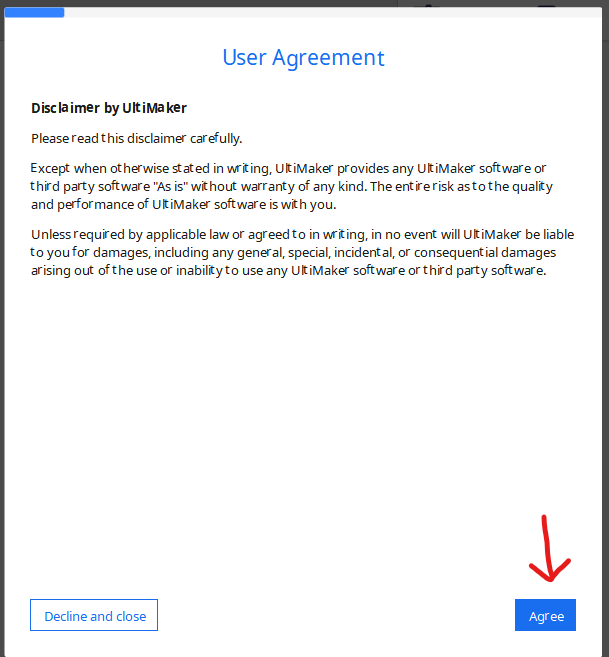 User Agreement
Disclaimer by UltiMaker
Please read this disclaimer carefully.
Except when otherwise stated in writing, UltiMaker provides any UltiMaker software or
third party software "As is" without warranty of any kind. The entire risk as to the quality
and performance of UltiMaker software is with you.
Unless required by applicable law or agreed to in writing, in no event will UltiMaker be liable
to you for damages, including any general, special, incidental, or consequential damages
arising out of the use or inability to use any UltiMaker software or third party software.
Decline and close
Agree